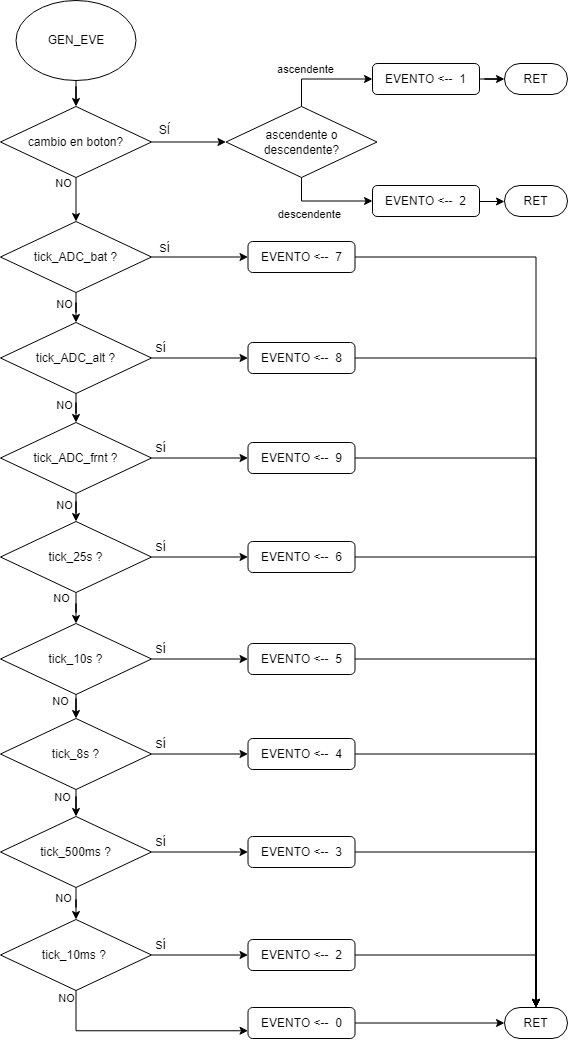 GEN_EVE
ascendente
EVENTO <-- 1
RET
cambio en boton?
SÍ
ascendente o
descendente?
NO
descendente
EVENTO <-- 2
RET
tick_ADC_bat ?
SÍ
EVENTO <-- 7
NO
tick_ADC_alt ?
SÍ
EVENTO <-- 8
NO
tick_ADC_frnt ?
SÍ
EVENTO <-- 9
NO
tick_25s ?
SÍ
EVENTO <-- 6
NO
tick_10s ?
SÍ
EVENTO <-- 5
NO
tick_8s ?
SÍ
EVENTO <-- 4
NO
tick_500ms ?
SÍ
EVENTO <-- 3
NO
tick_10ms ?
SÍ
EVENTO <-- 2
NO
EVENTO <-- 0
RET